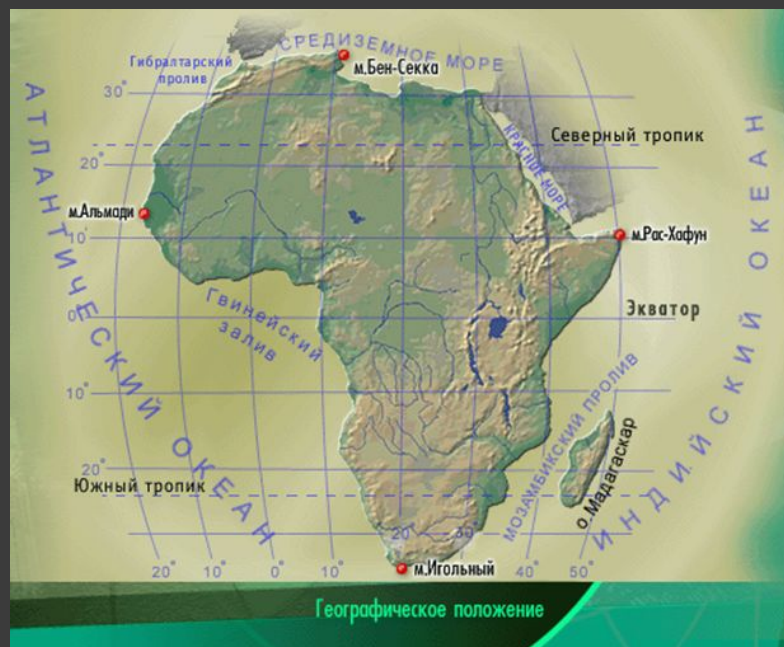 СРЕДИЗЕМНОЕ МОРЕ
Гибралтарский
пролив
м.Бен-Секка
30°
АТЛАНТИЧЕСКИЙ ОКЕАН
Северный тропик
КРАСНОЕ МОРЕ
20°
м.Альмади
10°
м.Рас-Хафун
ИНДИЙСКИЙ ОКЕАН
Гвинейский
залив
Экватор
0°
10°
МОЗАМБИКСКИЙ ПРОЛИВ
о.Мадагаскар
20°
Южный тропик
20°
30°
м.Игольный
20°
10°
0°
10°
40°
50°
Географическое положение